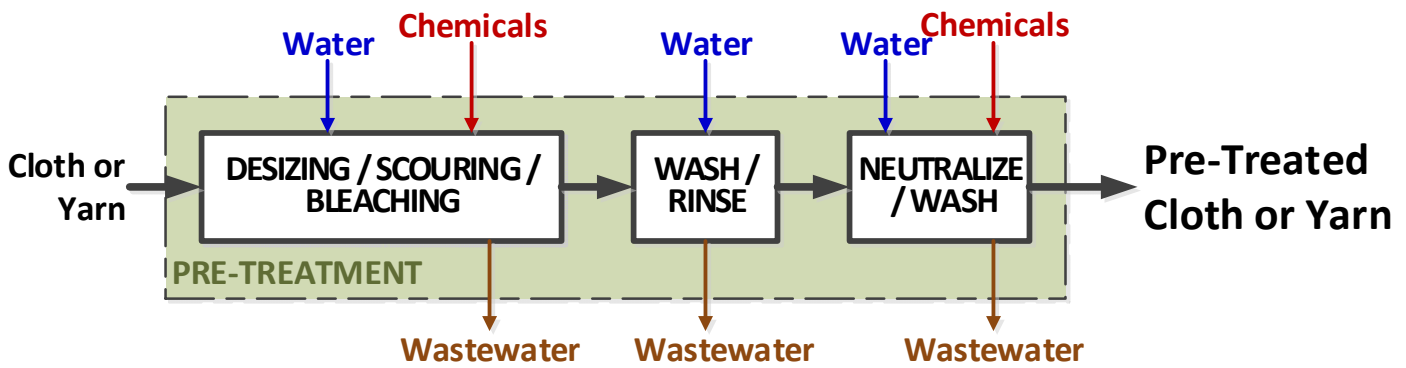 Water
Chemicals
Water
Water
Chemicals
Cloth or
Yarn
DESIZING / SCOURING /
BLEACHING
WASH /
RINSE
NEUTRALIZE
/ WASH
Pre-Treated
Cloth or Yarn
PRE-TREATMENT
Wastewater
Wastewater
Wastewater